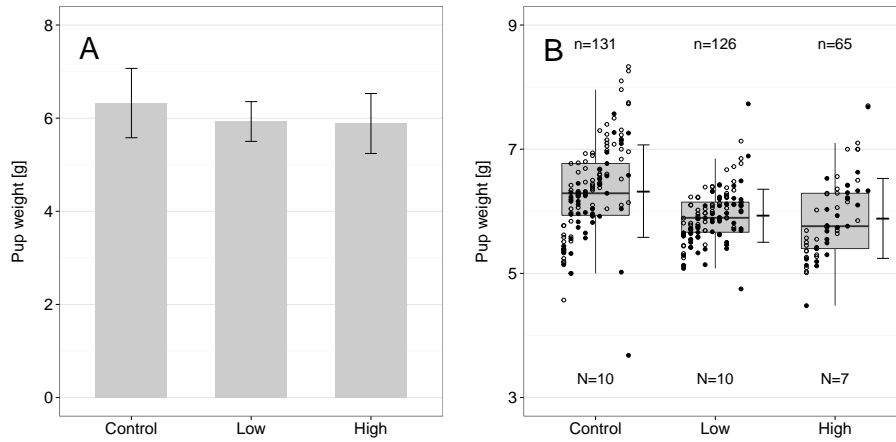 A
Pup weight [g]
8
6
4
2
0
Control Low High
B
Pup weight [g]
9
7
5
3
n=131 n=126 n=65
N=10 N=10 N=7
Control Low High